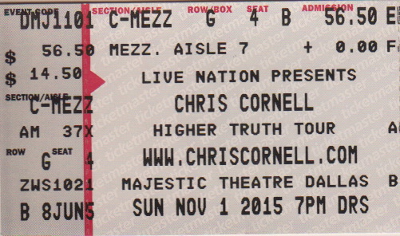 EVENT CODE SECTION/AISLE ROW/BOX SEAT ADMISSION
DMJ1101 C-MEZZ G 4 B 56.50 E
$ 56.50 MEZZ. AISLE 7 + 0.00 F
$ 14.50 LIVE NATION PRESENTS
SECTION/AISLE
C-MEZZ CHRIS CORNELL
AM 37X HIGHER TRUTH TOUR A
ROW SEAT
G 4 WWW.CHRISCORNELL.COM
ZWS1021 MAJESTIC THEATRE DALLAS B
B 8JUN5 SUN NOV 1 2015 7PM DRS